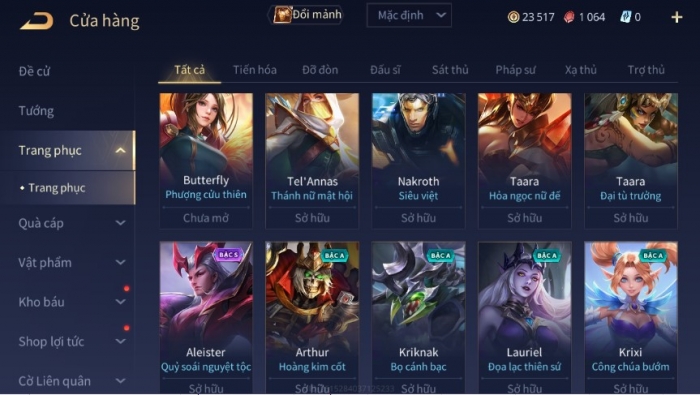 Cửa hàng
Đổi mảnh
Mặc định
23 517
1 064
0
Đề cử
Tướng
Trang phục
Trang phục
Quà cáp
Vật phẩm
Kho báu
Shop lợi tức
Cờ Liên quân
Tất cả Tiến hóa Đỡ đòn Đấu sĩ Sát thủ Pháp sư Xạ thủ Trợ thủ
Butterfly
Phượng cửu thiên
Chưa mở
Tel'Annas
Thánh nữ mật hội
Sở hữu
Nakroth
Siêu việt
Sở hữu
Taara
Hỏa ngọc nữ đế
Sở hữu
Taara
Đại tù trưởng
Sở hữu
BẬC S
Aleister
Quỷ soái nguyệt tộc
Sở hữu
BẬC A
Arthur
Hoàng kim cốt
Sở hữu
BẬC A
Kriknak
Bọ cánh bạc
Sở hữu
BẬC A
Lauriel
Đọa lạc thiên sứ
Sở hữu
BẬC A
Krixi
Công chúa bướm
Sở hữu